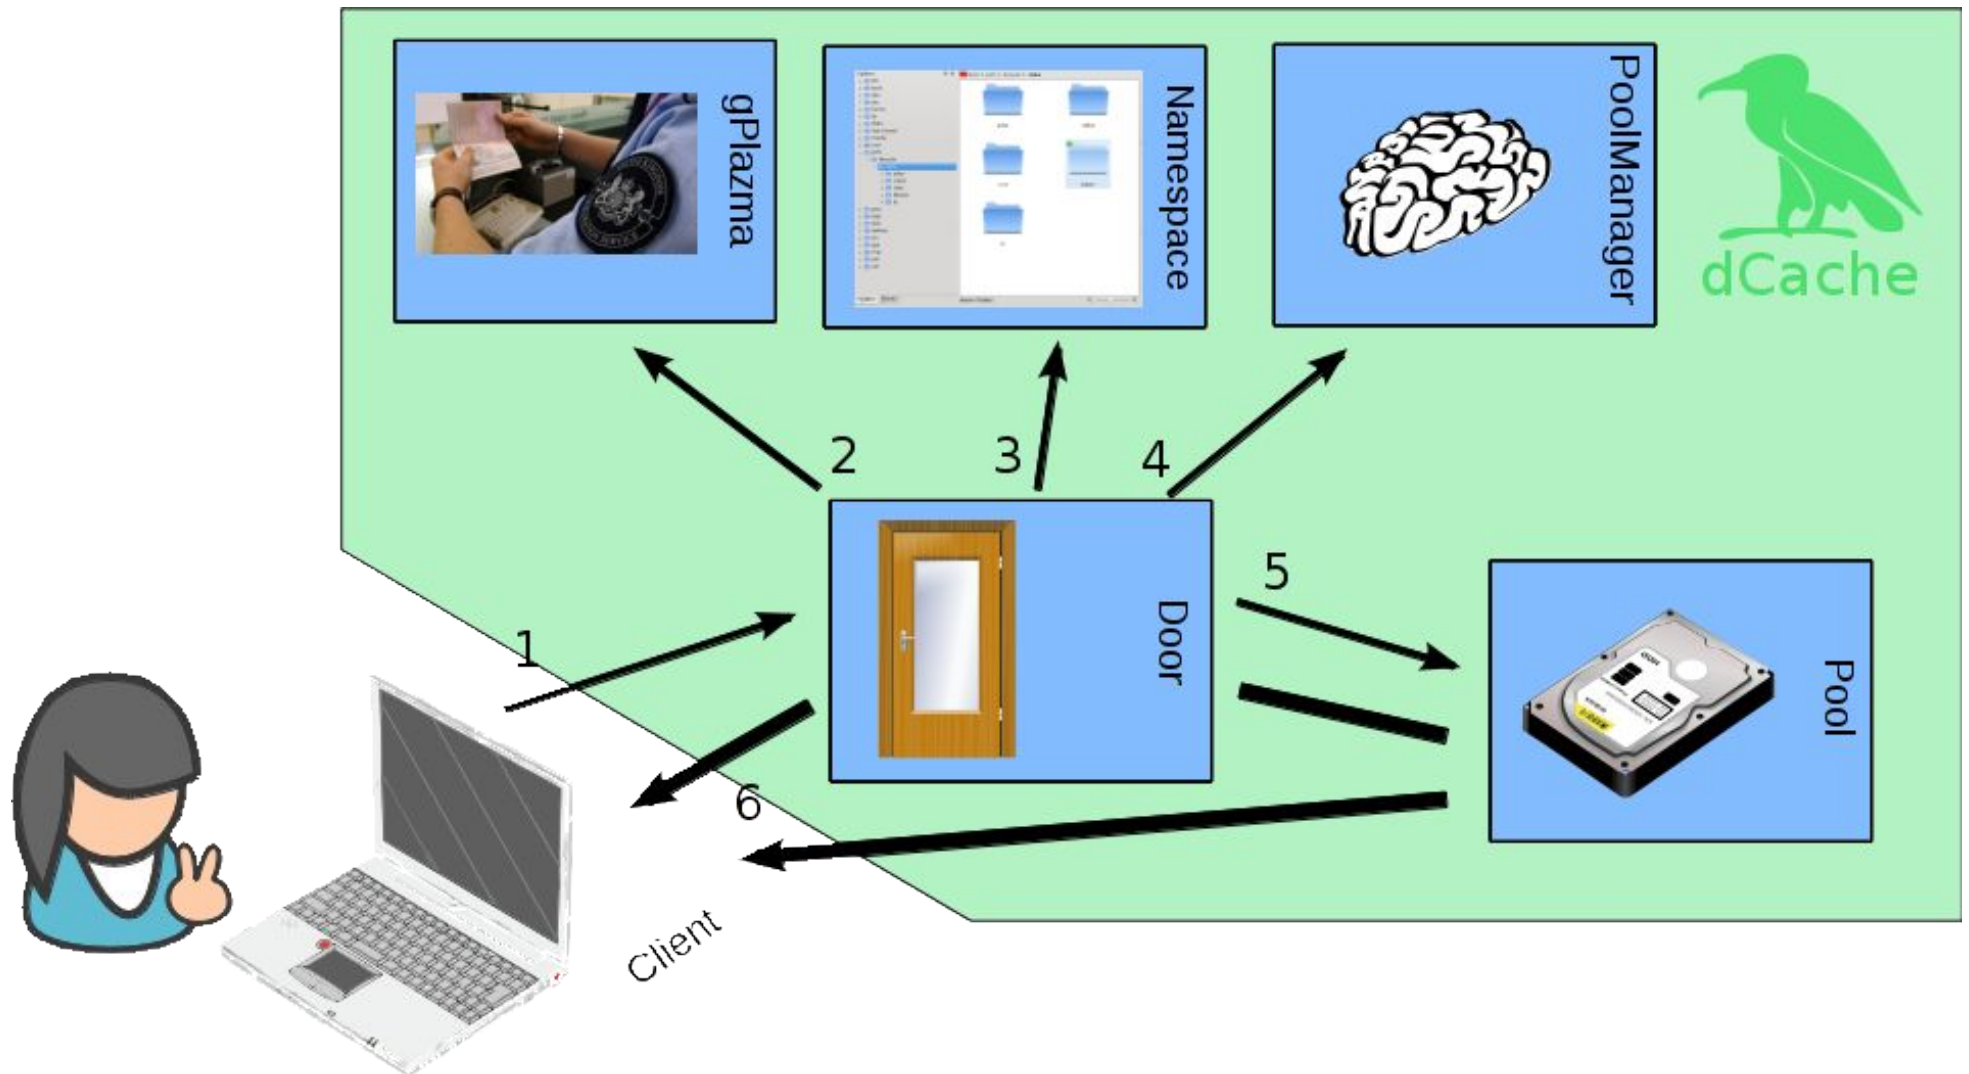 gPlazma
Namespace
PoolManager
dCache
2
3
4
1
5
Door
Pool
6
Client